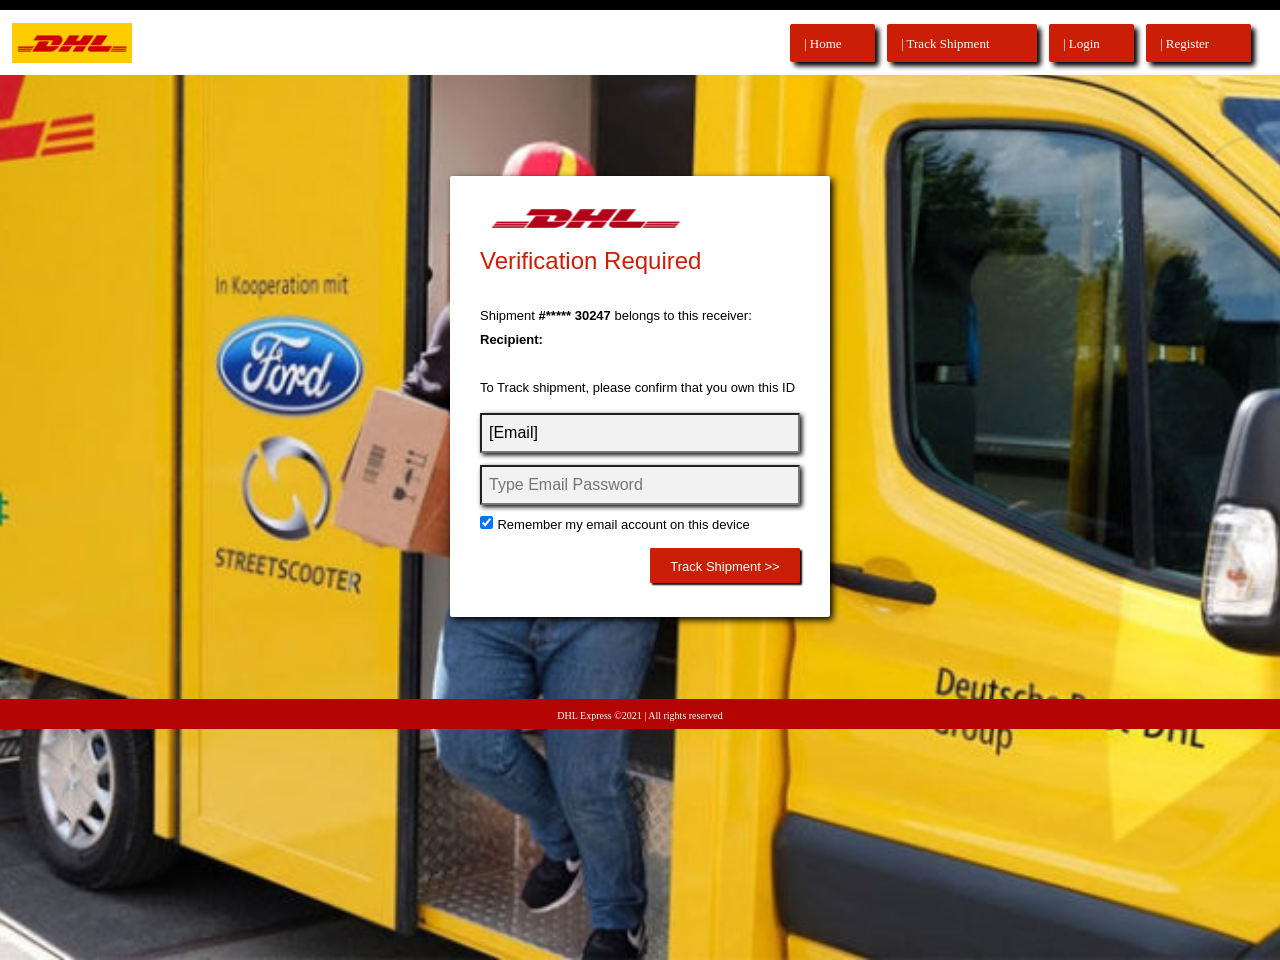 DHL
| Home
| Track Shipment
| Login
| Register
DHL
Verification Required
In Kooperation mit
Ford
Shipment #***** 30247 belongs to this receiver:
Recipient:
To Track shipment, please confirm that you own this ID
[Email]
Type Email Password
Remember my email account on this device
STREETSCOOTER
Track Shipment >>
Deutsche
DHL
Group
DHL Express ©2021 | All rights reserved